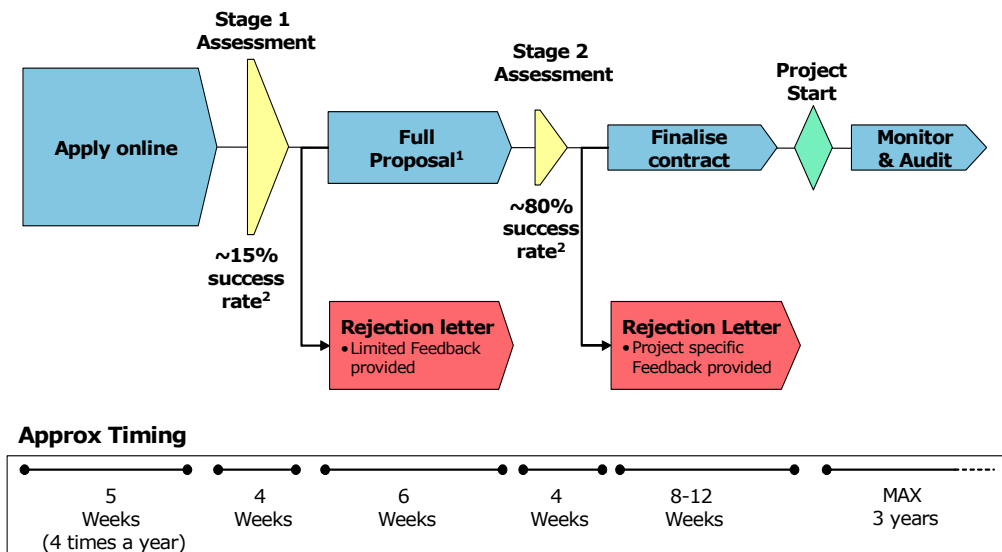 Stage 1
Assessment
Stage 2
Assessment
Project
Start
Apply online
Full
Proposal¹
Finalise
contract
Monitor
& Audit
~15%
success
rate²
~80%
success
rate²
Rejection letter
•Limited Feedback
provided
Rejection Letter
•Project specific
Feedback provided
Approx Timing
5
Weeks
(4 times a year)
4
Weeks
6
Weeks
4
Weeks
8-12
Weeks
MAX
3 years